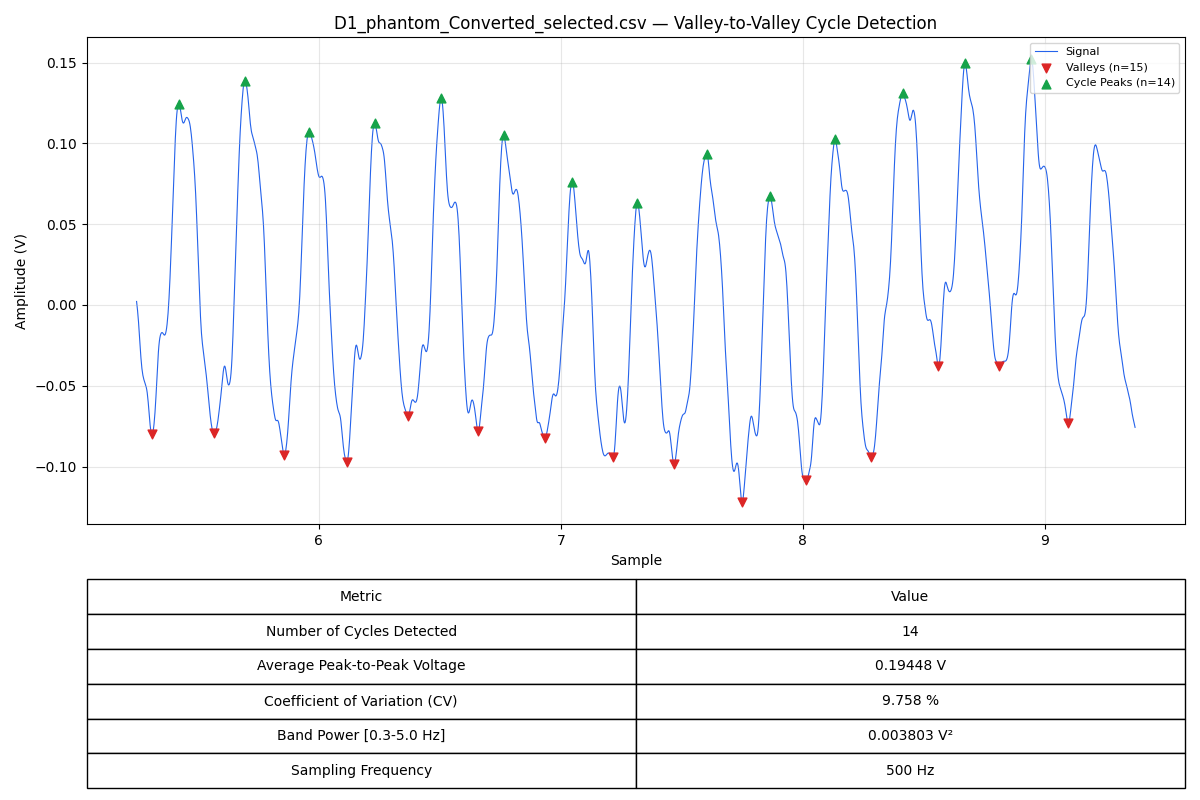 D1_phantom_Converted_selected.csv — Valley-to-Valley Cycle Detection
Signal
Valleys (n=15)
Cycle Peaks (n=14)
Amplitude (V)
0.15
0.10
0.05
0.00
−0.05
−0.10
6 7 8 9
Sample
Metric Value
Number of Cycles Detected 14
Average Peak-to-Peak Voltage 0.19448 V
Coefficient of Variation (CV) 9.758 %
Band Power [0.3-5.0 Hz] 0.003803 V²
Sampling Frequency 500 Hz